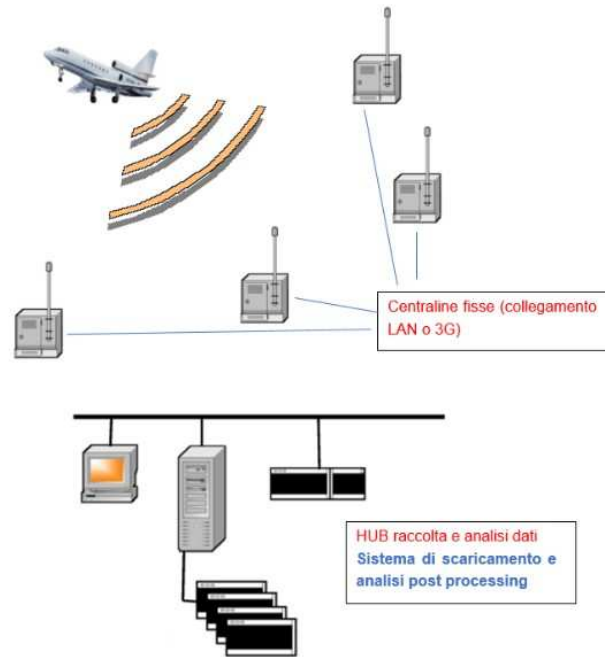 Centraline fisse (collegamento
LAN o 3G)
HUB raccolta e analisi dati
Sistema di scaricamento e
analisi post processing